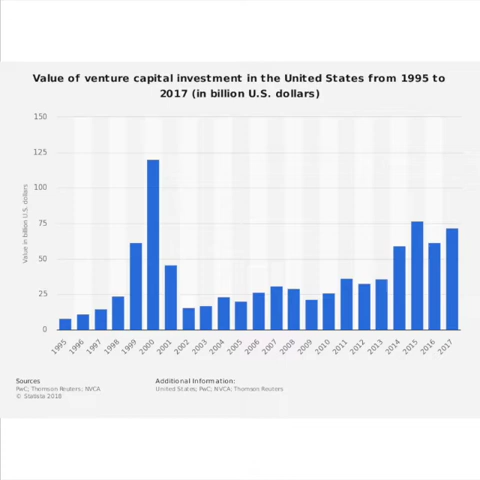 Value of venture capital investment in the United States from 1995 to
2017 (in billion U.S. dollars)
150
125
100
75
50
25
0
Value in billion U.S. dollars
1995 1996 1997 1998 1999 2000 2001 2002 2003 2004 2005 2006 2007 2008 2009 2010 2011 2012 2013 2014 2015 2016 2017
Sources
PwC; Thomson Reuters; NVCA
© Statista 2018
Additional Information:
United States; PwC; NVCA; Thomson Reuters